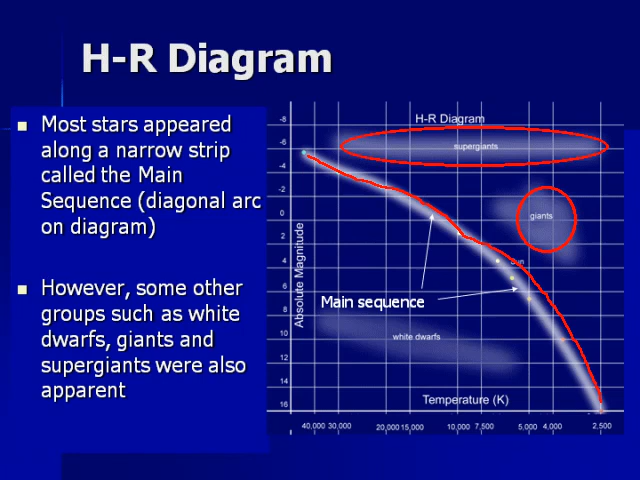 H-R Diagram
Most stars appeared
along a narrow strip
called the Main
Sequence (diagonal arc
on diagram)
However, some other
groups such as white
dwarfs, giants and
supergiants were also
apparent
H-R Diagram
supergiants
giants
Sun
Main sequence
white dwarfs
Absolute Magnitude
-8
-6
-4
-2
0
2
4
6
8
10
12
14
16
Temperature (K)
40,000 30,000 20,000 15,000 10,000 7,500 5,000 4,000 2,500